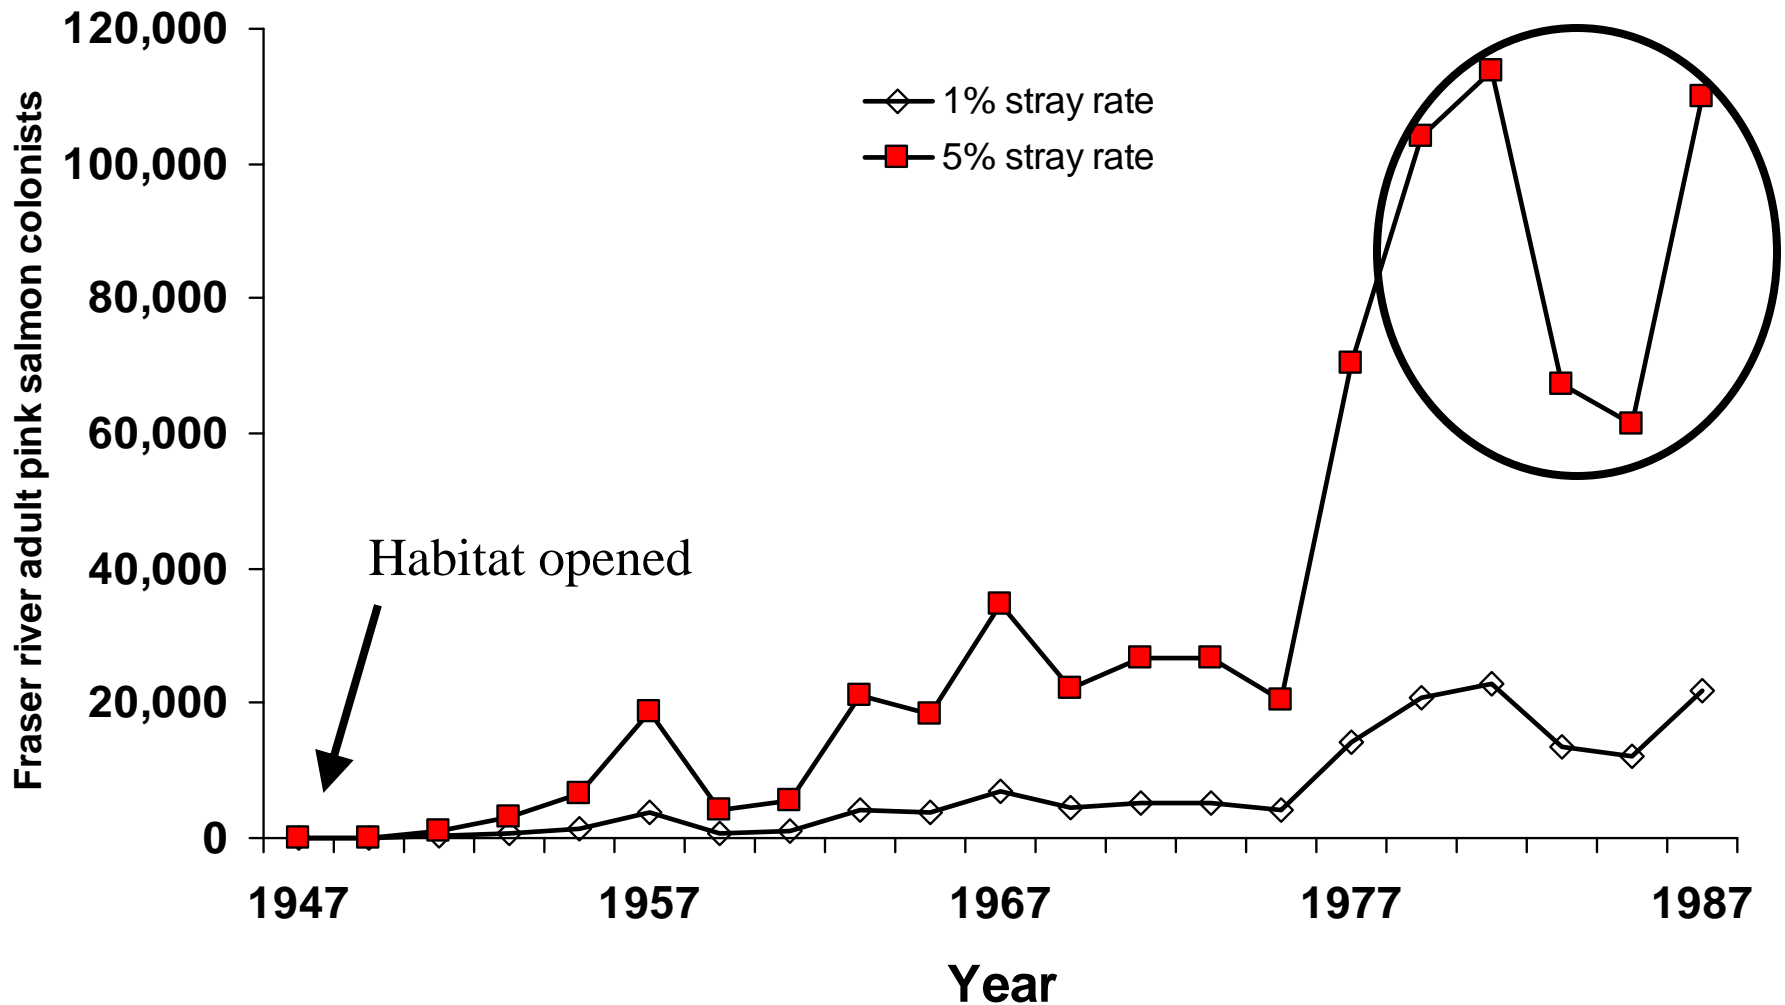 120,000
100,000
80,000
60,000
40,000
20,000
0
Fraser river adult pink salmon colonists
1% stray rate
5% stray rate
Habitat opened
1947 1957 1967 1977 1987
Year